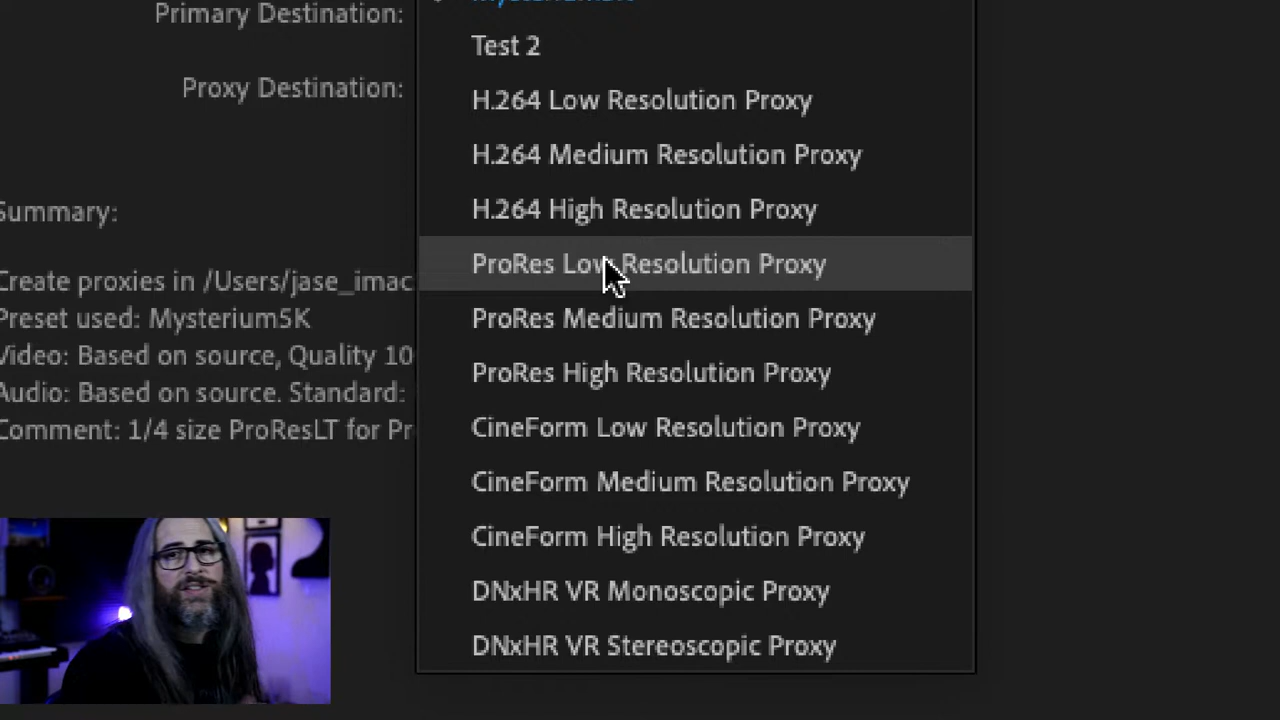 Primary Destination:
Test 2
Proxy Destination:
H.264 Low Resolution Proxy
H.264 Medium Resolution Proxy
H.264 High Resolution Proxy
ProRes Low Resolution Proxy
ProRes Medium Resolution Proxy
ProRes High Resolution Proxy
CineForm Low Resolution Proxy
CineForm Medium Resolution Proxy
CineForm High Resolution Proxy
DNxHR VR Monoscopic Proxy
DNxHR VR Stereoscopic Proxy
Summary:
Create proxies in /Users/jase_imac
Preset used: Mysterium5K
Video: Based on source, Quality 10
Audio: Based on source. Standard:
Comment: 1/4 size ProResLT for Pr